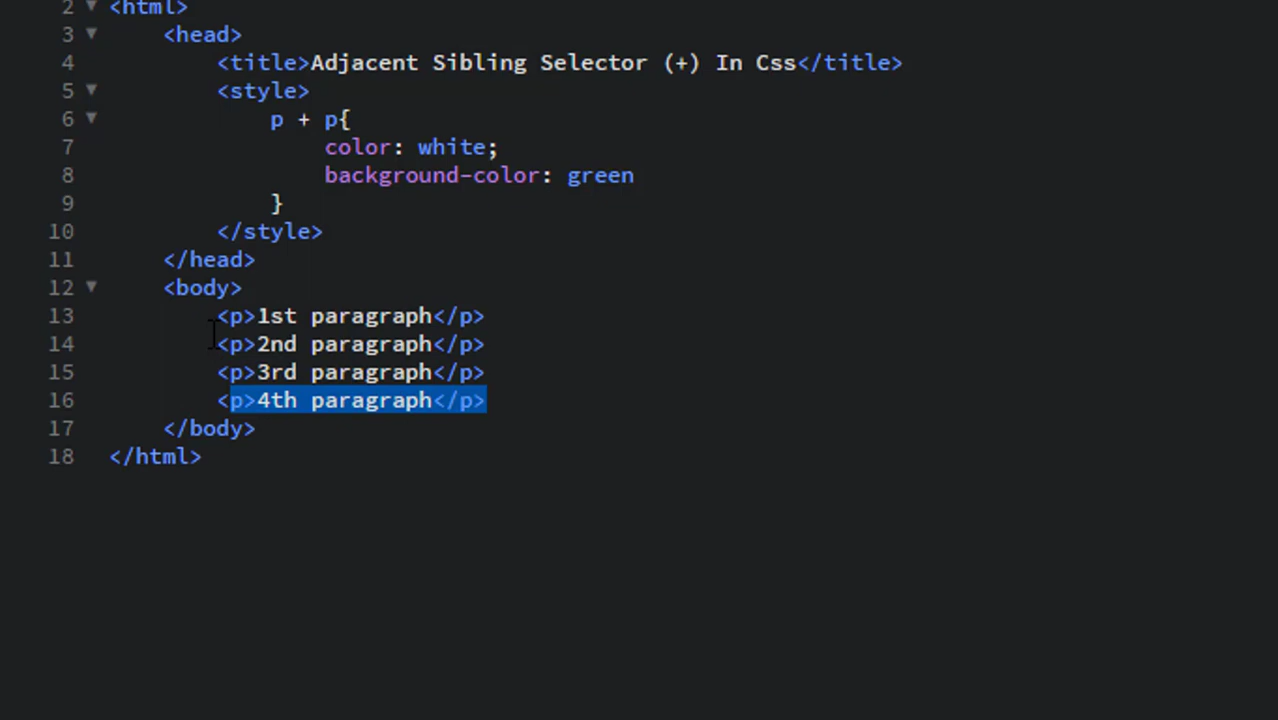 2 ▼ <html>
3 ▼ <head>
4 <title>Adjacent Sibling Selector (+) In Css</title>
5 ▼ <style>
6 ▼ p + p{
7 color: white;
8 background-color: green
9 }
10 </style>
11 </head>
12 ▼ <body>
13 <p>1st paragraph</p>
14 <p>2nd paragraph</p>
15 <p>3rd paragraph</p>
16 <p>4th paragraph</p>
17 </body>
18 </html>